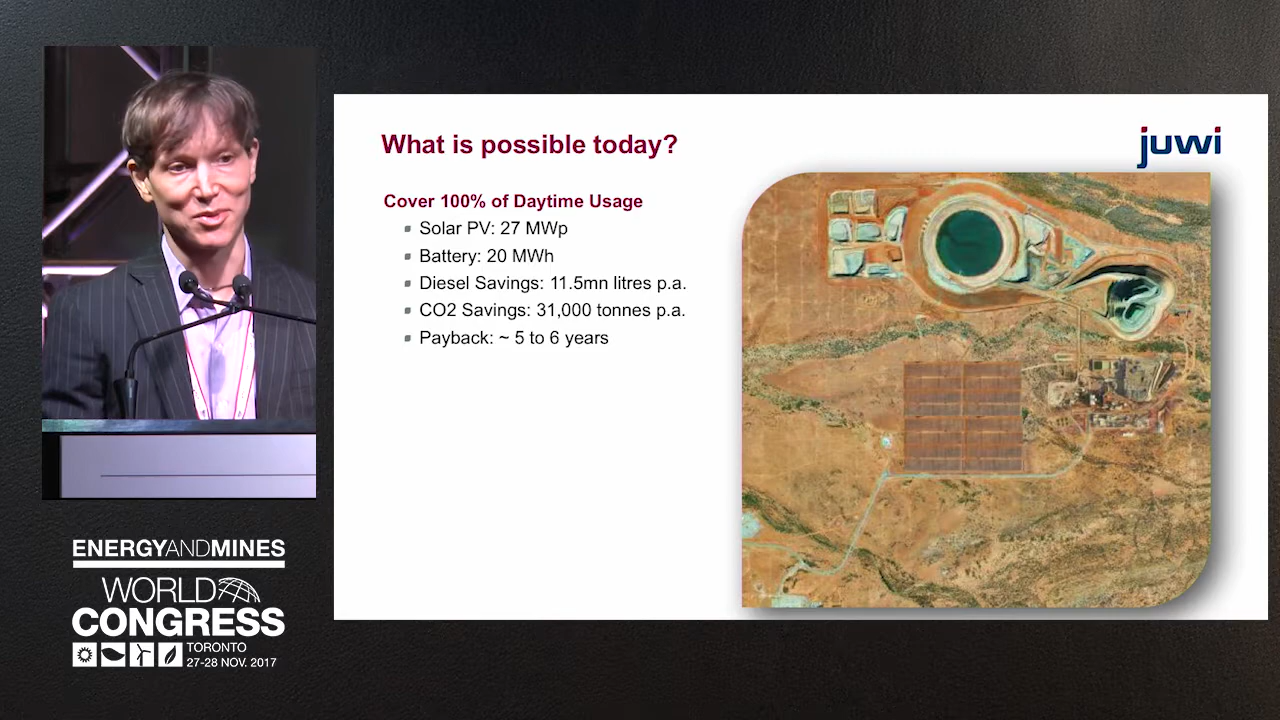 What is possible today?
juwi
Cover 100% of Daytime Usage
Solar PV: 27 MWp
Battery: 20 MWh
Diesel Savings: 11.5mn litres p.a.
CO2 Savings: 31,000 tonnes p.a.
Payback: ~ 5 to 6 years
ENERGYANDMINES
WORLD
CONGRESS
TORONTO
27-28 NOV. 2017